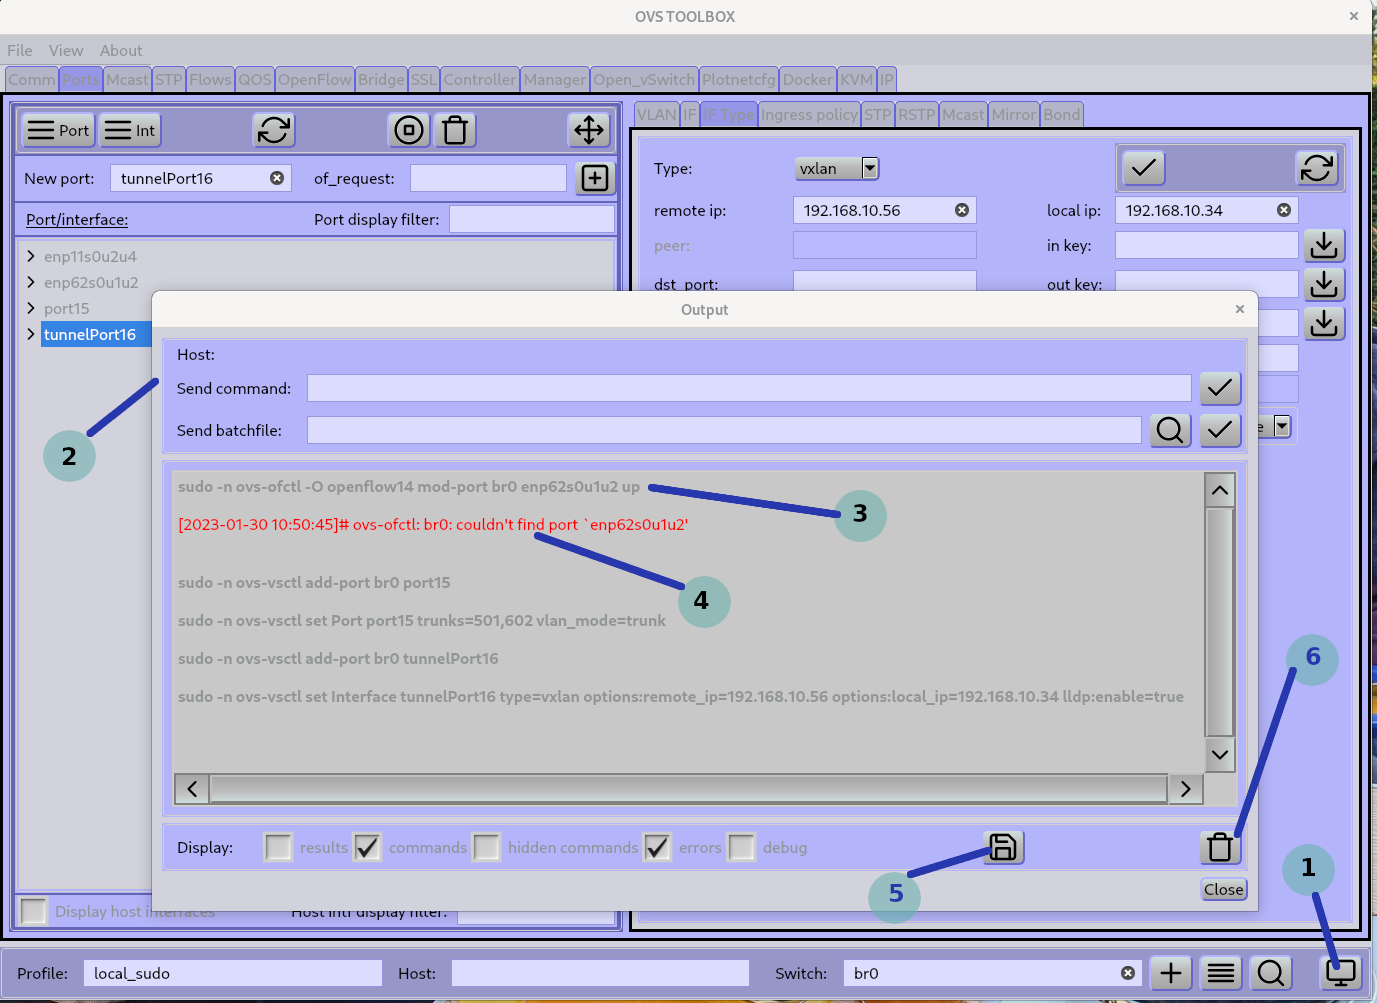 OVS TOOLBOX
File View About
Comm Ports Mcast STP Flows QOS OpenFlow Bridge SSL Controller Manager Open_vSwitch Plotnetcfg Docker KVM IP
Port Int
New port: tunnelPort16 of_request:
Port/interface: Port display filter:
enp11s0u2u4
enp62s0u1u2
port15
tunnelPort16
VLAN IF IF Type Ingress policy STP RSTP Mcast Mirror Bond
Type: vxlan
remote ip: 192.168.10.56 local ip: 192.168.10.34
peer: in key:
dst_port: out key:
Output
Host:
Send command:
Send batchfile:
2
sudo -n ovs-ofctl -O openflow14 mod-port br0 enp62s0u1u2 up
3
[2023-01-30 10:50:45]# ovs-ofctl: br0: couldn't find port `enp62s0u1u2'
4
sudo -n ovs-vsctl add-port br0 port15
sudo -n ovs-vsctl set Port port15 trunks=501,602 vlan_mode=trunk
sudo -n ovs-vsctl add-port br0 tunnelPort16
6
sudo -n ovs-vsctl set Interface tunnelPort16 type=vxlan options:remote_ip=192.168.10.56 options:local_ip=192.168.10.34 lldp:enable=true
Display: results commands hidden commands errors debug
5
1
Close
Display host interfaces Host intf display filter:
Profile: local_sudo Host: Switch: br0